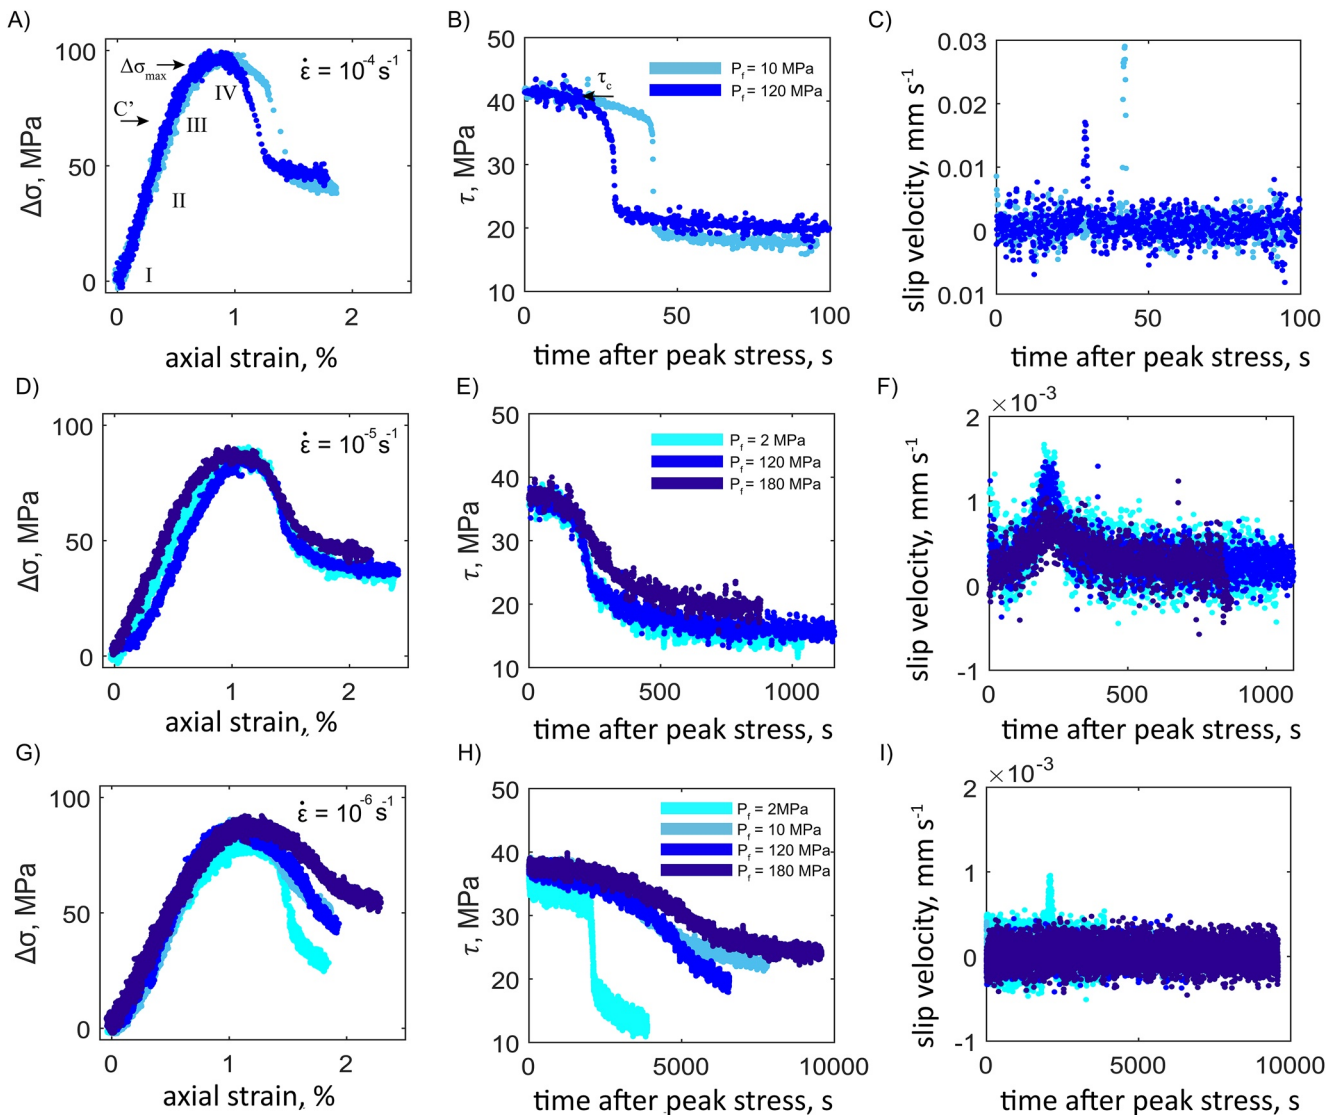 A)
100
50
0
0
1
2
Δσ, MPa
axial strain, %
Δσmax
C'
I
II
III
IV
ε̇ = 10-4 s-1
B)
50
40
30
20
10
0
50
100
τ, MPa
time after peak stress, s
Pf = 10 MPa
Pf = 120 MPa
τc
C)
0.03
0.02
0.01
0
0.01
0
50
100
slip velocity, mm s-1
time after peak stress, s
D)
100
50
0
0
1
2
Δσ, MPa
axial strain, %
ε̇ = 10-5 s-1
E)
50
40
30
20
10
0
500
1000
τ, MPa
time after peak stress, s
Pf = 2 MPa
Pf = 120 MPa
Pf = 180 MPa
F)
×10-3
2
1
0
-1
0
500
1000
slip velocity, mm s-1
time after peak stress, s
G)
100
50
0
0
1
2
Δσ, MPa
axial strain, %
ε̇ = 10-6 s-1
H)
50
40
30
20
10
0
5000
10000
τ, MPa
time after peak stress, s
Pf = 2MPa
Pf = 10 MPa
Pf = 120 MPa
Pf = 180 MPa
I)
×10-3
2
1
0
-1
0
5000
10000
slip velocity, mm s-1
time after peak stress, s